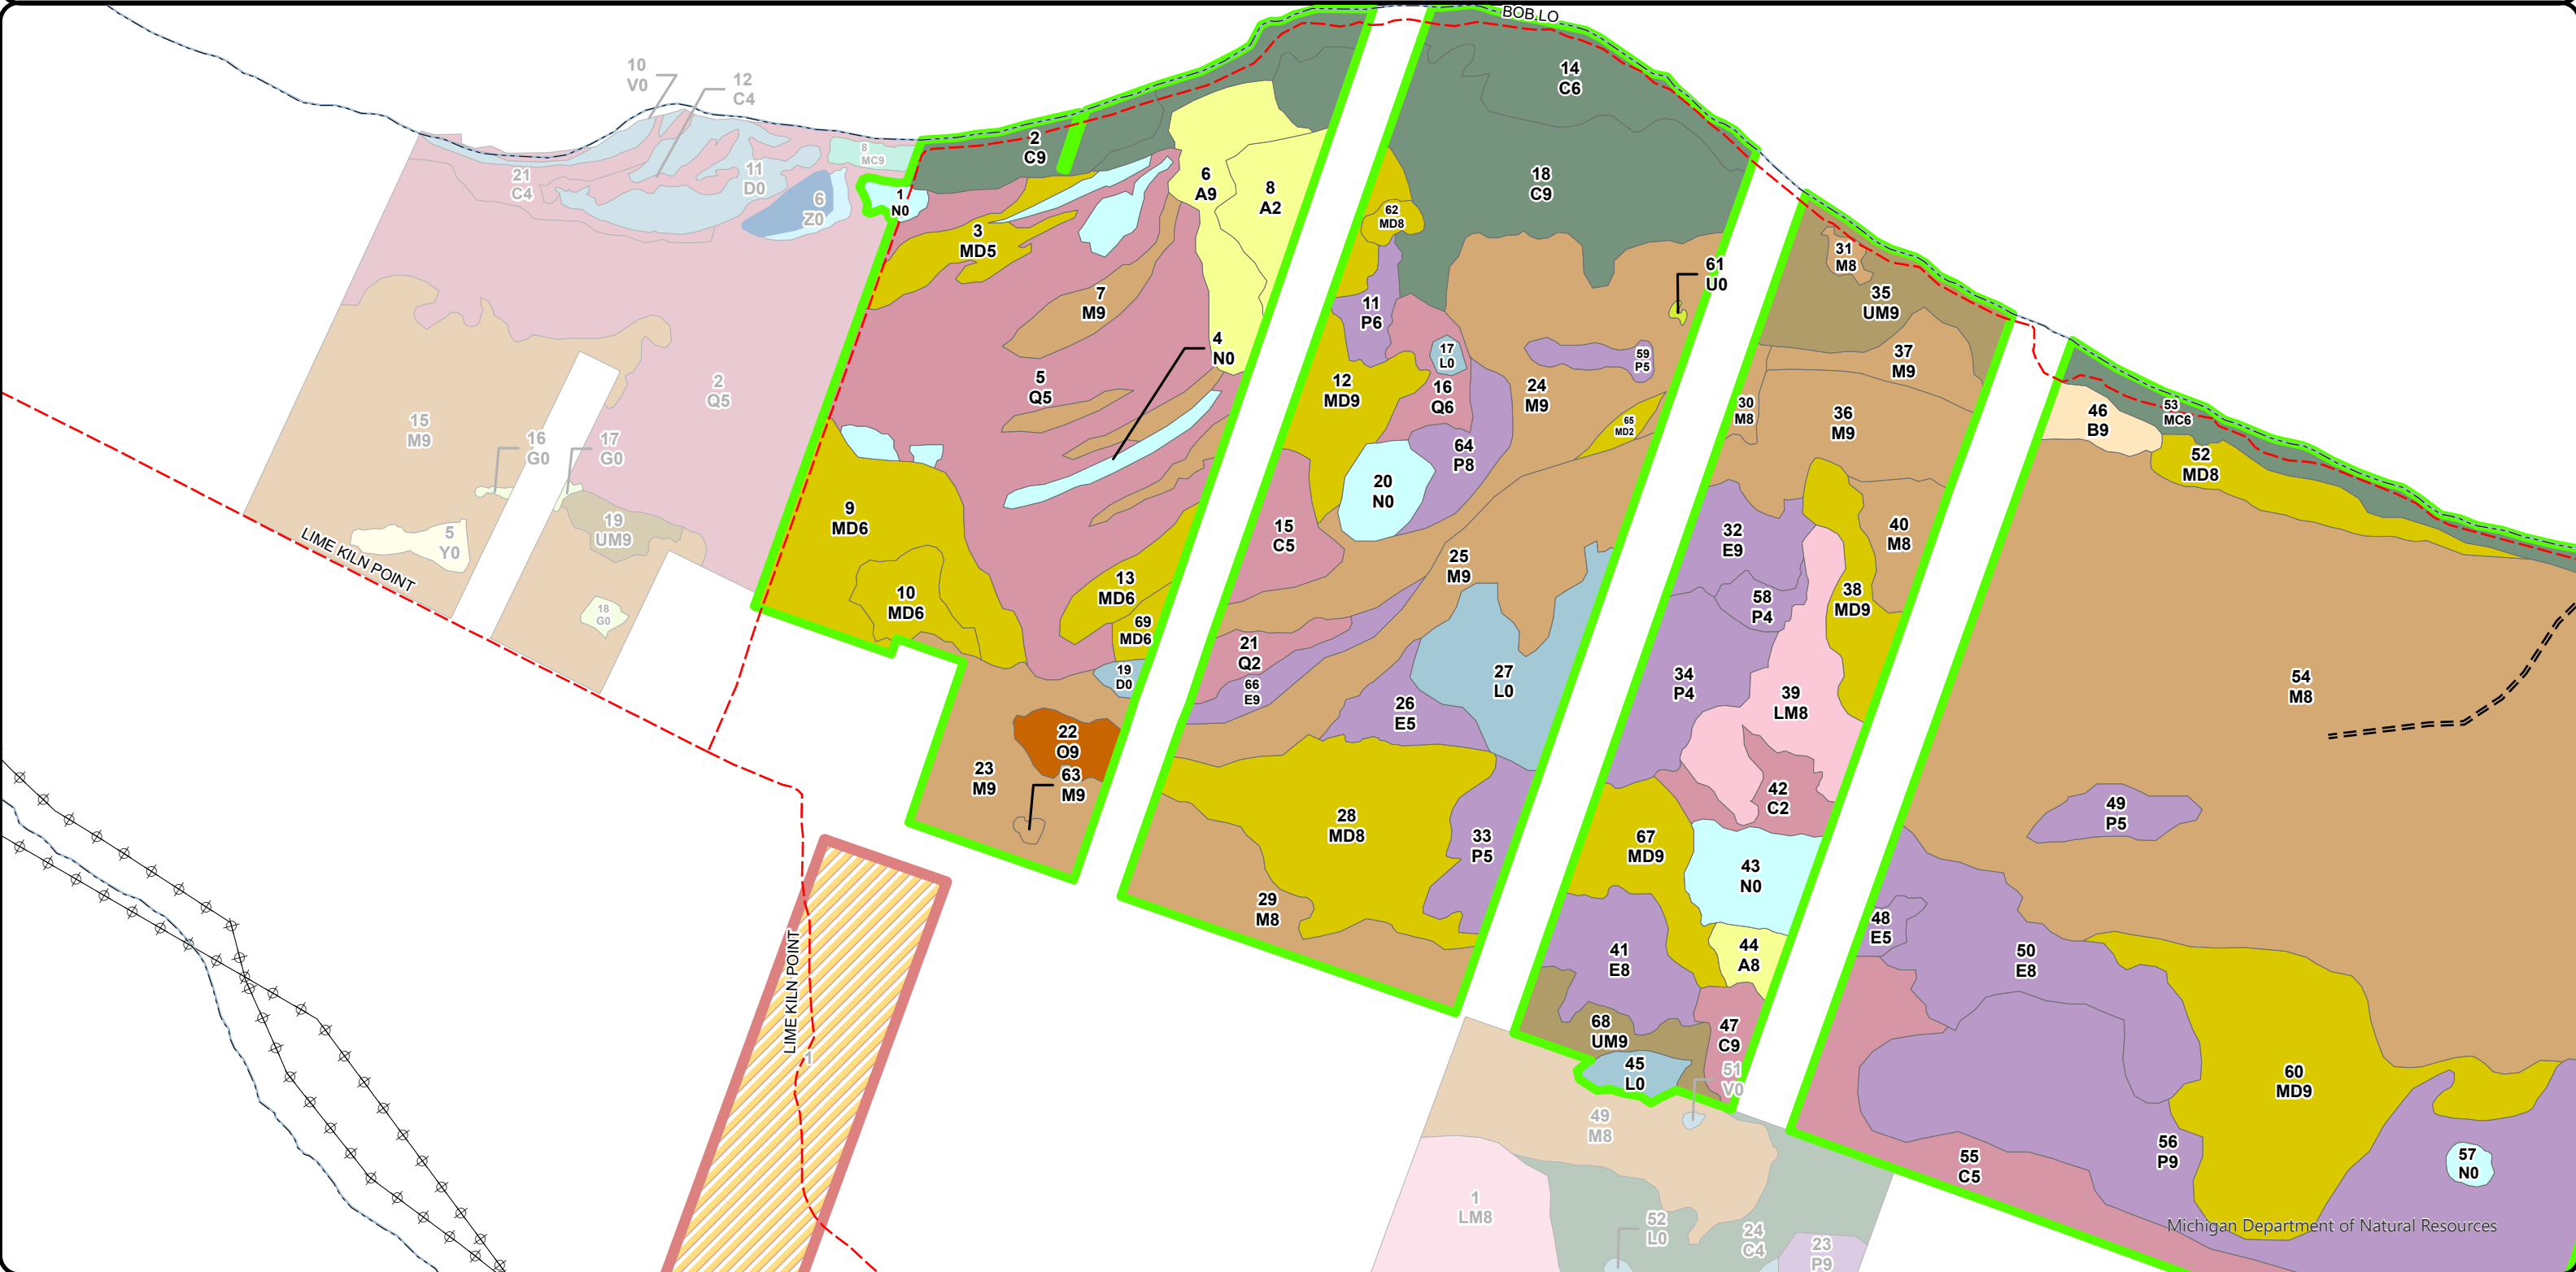 BOB LO
10
V0
12
C4
14
C6
2
C9
8
MC9
21
C4
11
D0
6
Z0
1
N0
6
A9
8
A2
18
C9
62
MD8
3
MD5
31
M8
61
U0
35
UM9
7
M9
11
P6
4
N0
17
L0
59
P5
37
M9
5
Q5
2
Q5
12
MD9
16
Q6
24
M9
30
M8
36
M9
46
B9
53
MC6
15
M9
16
G0
17
G0
65
MD2
64
P8
52
MD8
20
N0
9
MD6
15
C5
32
E9
40
M8
5
Y0
19
UM9
LIME KILN POINT
25
M9
13
MD6
10
MD6
58
P4
38
MD9
18
G0
69
MD6
21
Q2
19
D0
66
E9
27
L0
34
P4
39
LM8
54
M8
26
E5
22
O9
23
M9
63
M9
42
C2
49
P5
28
MD8
33
P5
67
MD9
43
N0
29
M8
48
E5
41
E8
44
A8
50
E8
LIME KILN POINT
1
68
UM9
47
C9
45
L0
51
V0
60
MD9
49
M8
56
P9
55
C5
57
N0
1
LM8
52
L0
24
C4
23
P9
Michigan Department of Natural Resources